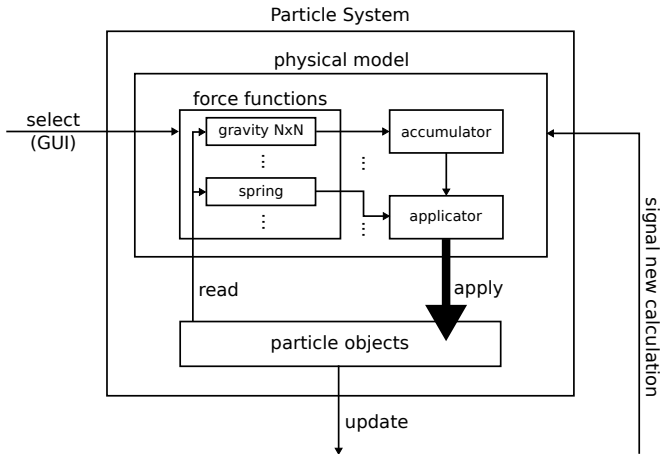 Particle System
physical model
force functions
select
(GUI)
gravity NxN
accumulator
⋮
⋮
spring
applicator
⋮
⋮
read
apply
signal new calculation
particle objects
update